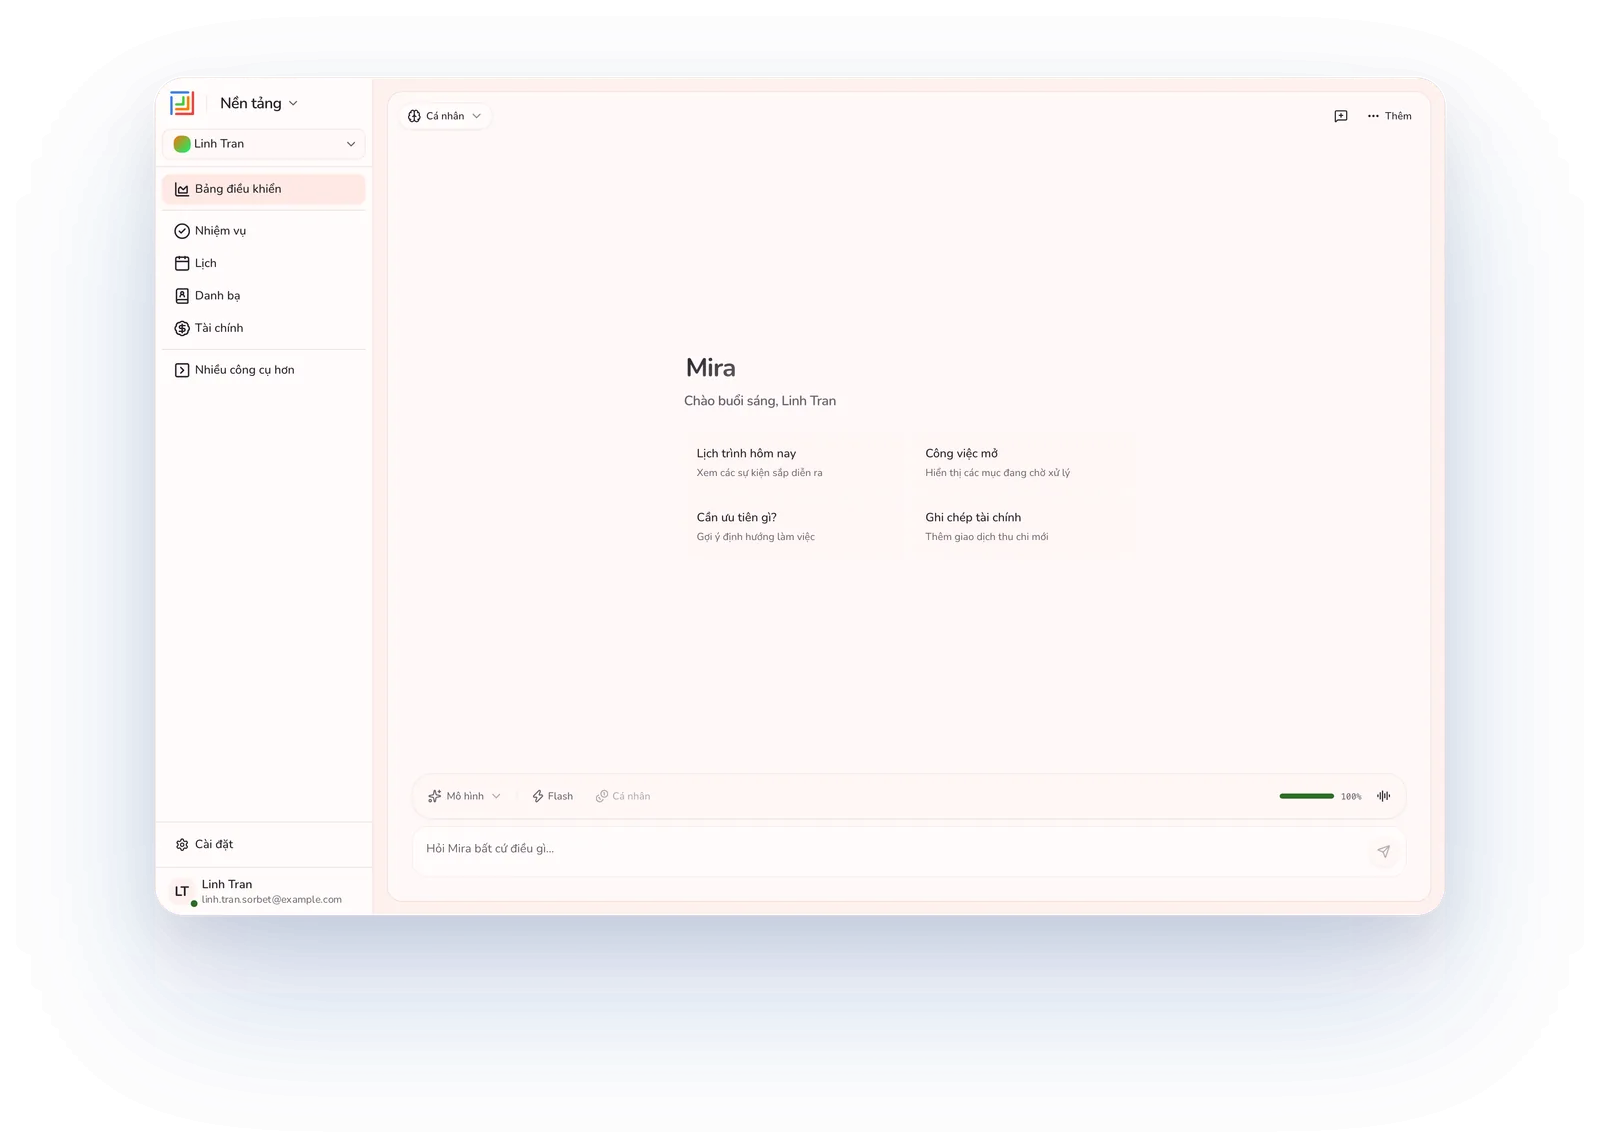 Nền tảng
Linh Tran
Bảng điều khiển
Nhiệm vụ
Lịch
Danh bạ
Tài chính
Nhiều công cụ hơn
Cài đặt
LT
Linh Tran
linh.tran.sorbet@example.com
Cá nhân
Thêm
Mira
Chào buổi sáng, Linh Tran
Lịch trình hôm nay
Xem các sự kiện sắp diễn ra
Công việc mở
Hiển thị các mục đang chờ xử lý
Cần ưu tiên gì?
Gợi ý định hướng làm việc
Ghi chép tài chính
Thêm giao dịch thu chi mới
Mô hình
Flash
Cá nhân
100%
Hỏi Mira bất cứ điều gì...